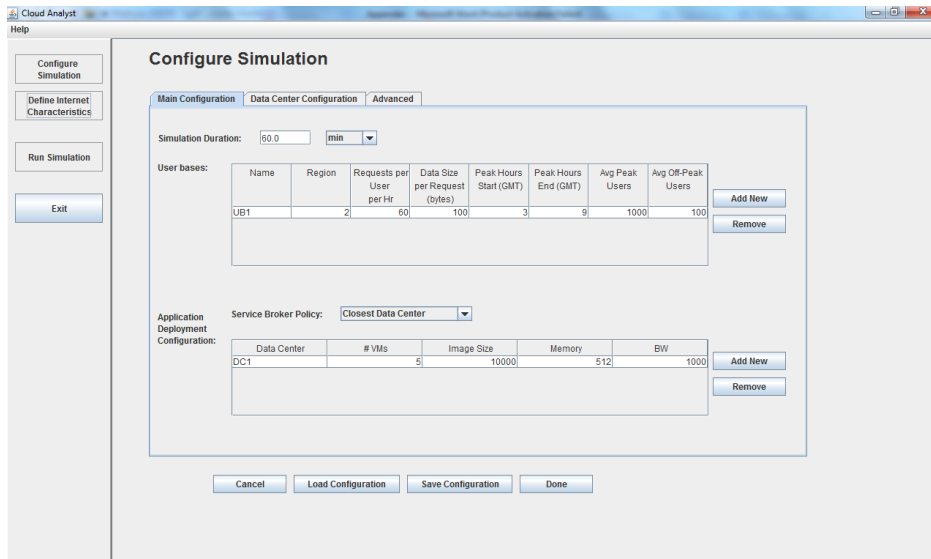 Cloud Analyst
Help
Configure
Simulation
Define Internet
Characteristics
Run Simulation
Exit
Configure Simulation
Main Configuration Data Center Configuration Advanced
Simulation Duration: 60.0 min
User bases:
Name Region Requests per User per Hr Data Size per Request (bytes) Peak Hours Start (GMT) Peak Hours End (GMT) Avg Peak Users Avg Off-Peak Users
UB1 2 60 100 3 9 1000 100
Add New
Remove
Application
Deployment
Configuration:
Service Broker Policy: Closest Data Center
Data Center # VMs Image Size Memory BW
DC1 5 10000 512 1000
Add New
Remove
Cancel Load Configuration Save Configuration Done